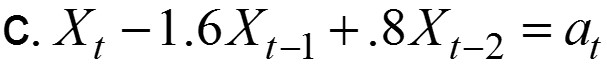 c. Xₜ − 1.6Xₜ₋₁ + .8Xₜ₋₂ = aₜ